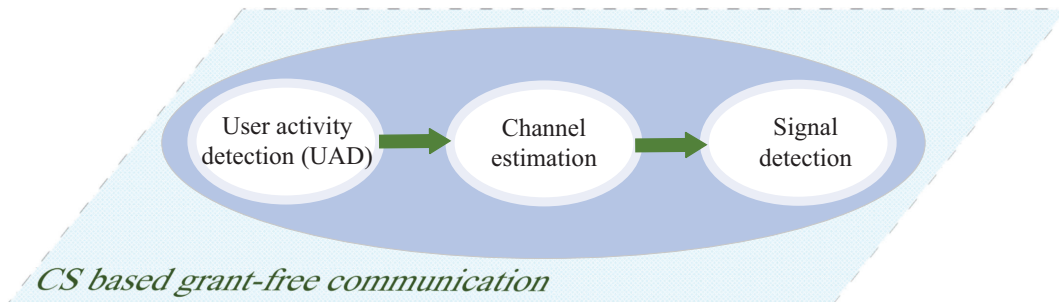 User activity
detection (UAD)
Channel
estimation
Signal
detection
CS based grant-free communication